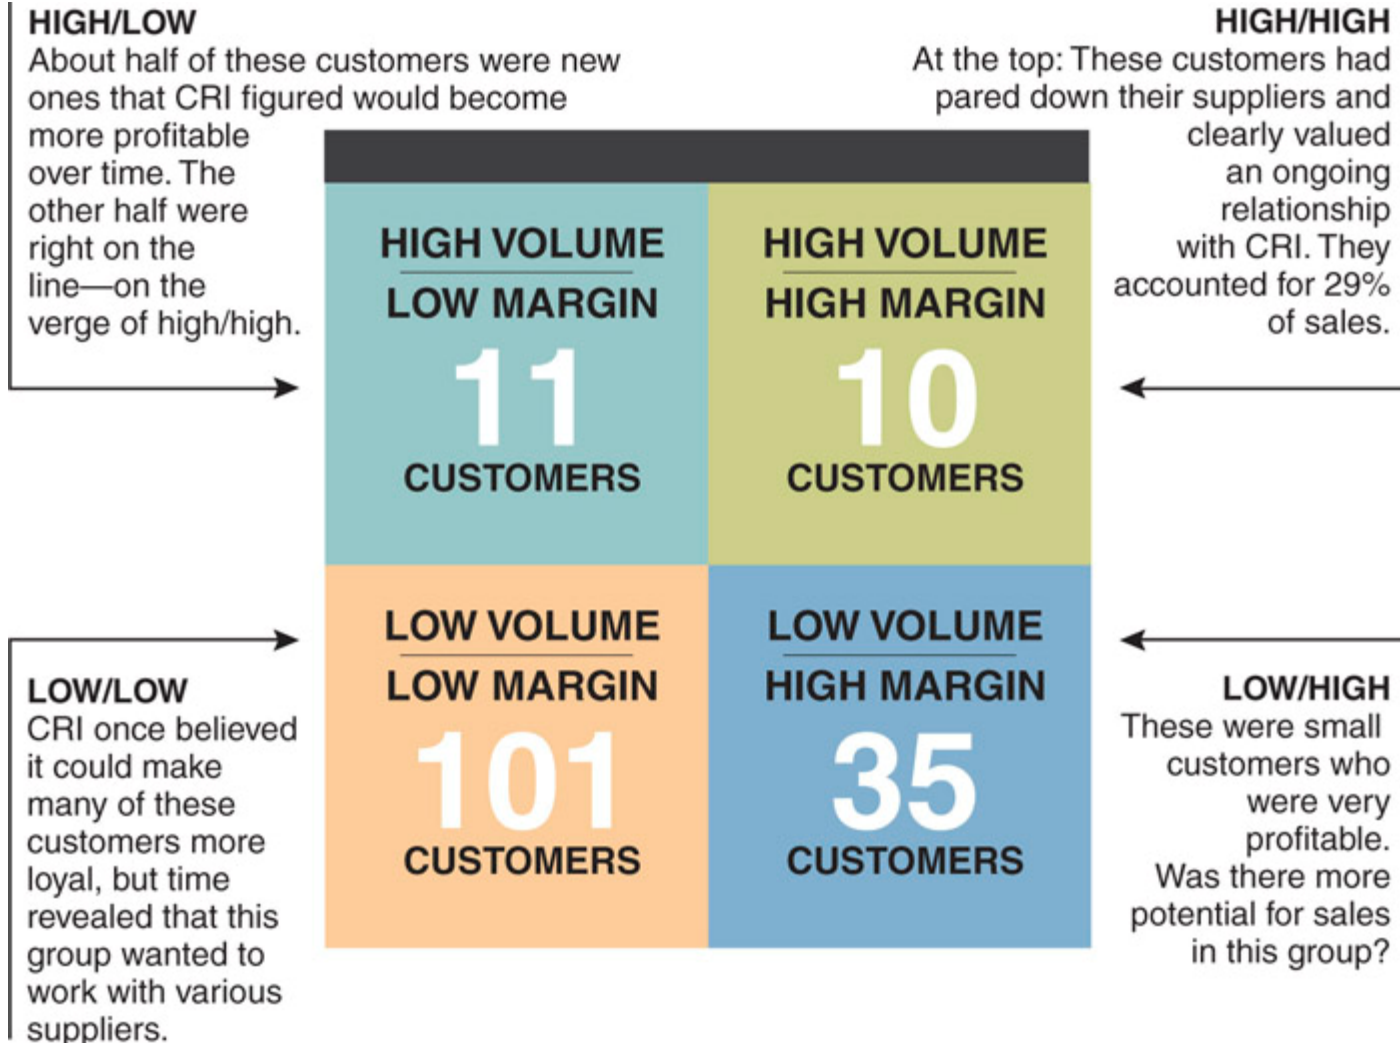 HIGH/LOW
About half of these customers were new
ones that CRI figured would become
more profitable
over time. The
other half were
right on the
line—on the
verge of high/high.
HIGH/HIGH
At the top: These customers had
pared down their suppliers and
clearly valued
an ongoing
relationship
with CRI. They
accounted for 29%
of sales.
HIGH VOLUME
LOW MARGIN
11
CUSTOMERS
HIGH VOLUME
HIGH MARGIN
10
CUSTOMERS
LOW VOLUME
LOW MARGIN
101
CUSTOMERS
LOW VOLUME
HIGH MARGIN
35
CUSTOMERS
LOW/LOW
CRI once believed
it could make
many of these
customers more
loyal, but time
revealed that this
group wanted to
work with various
suppliers.
LOW/HIGH
These were small
customers who
were very
profitable.
Was there more
potential for sales
in this group?